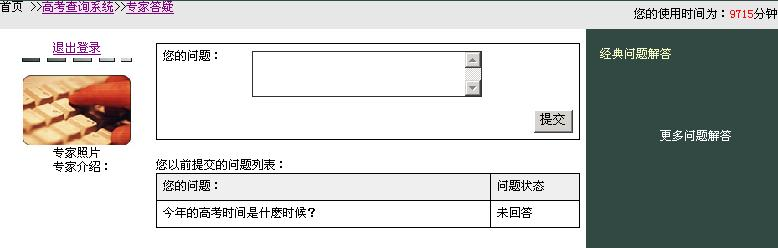 首页 >>高考查询系统>>专家答疑
您的使用时间为：9715分钟
退出登录
专家照片
专家介绍：
您的问题：
提交
您以前提交的问题列表：
您的问题： 问题状态
今年的高考时间是什麽时候？ 未回答
经典问题解答
更多问题解答